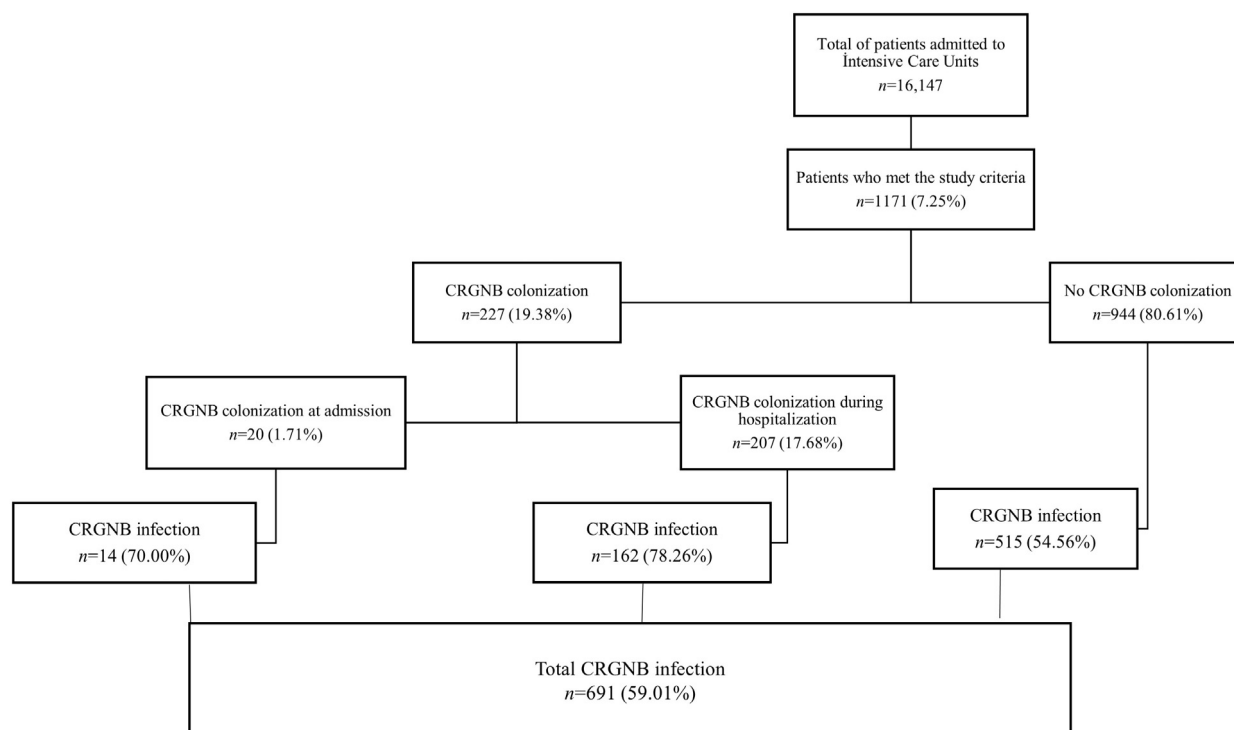 Total of patients admitted to
İntensive Care Units
n=16,147
Patients who met the study criteria
n=1171 (7.25%)
CRGNB colonization
n=227 (19.38%)
No CRGNB colonization
n=944 (80.61%)
CRGNB colonization at admission
n=20 (1.71%)
CRGNB colonization during
hospitalization
n=207 (17.68%)
CRGNB infection
n=14 (70.00%)
CRGNB infection
n=162 (78.26%)
CRGNB infection
n=515 (54.56%)
Total CRGNB infection
n=691 (59.01%)